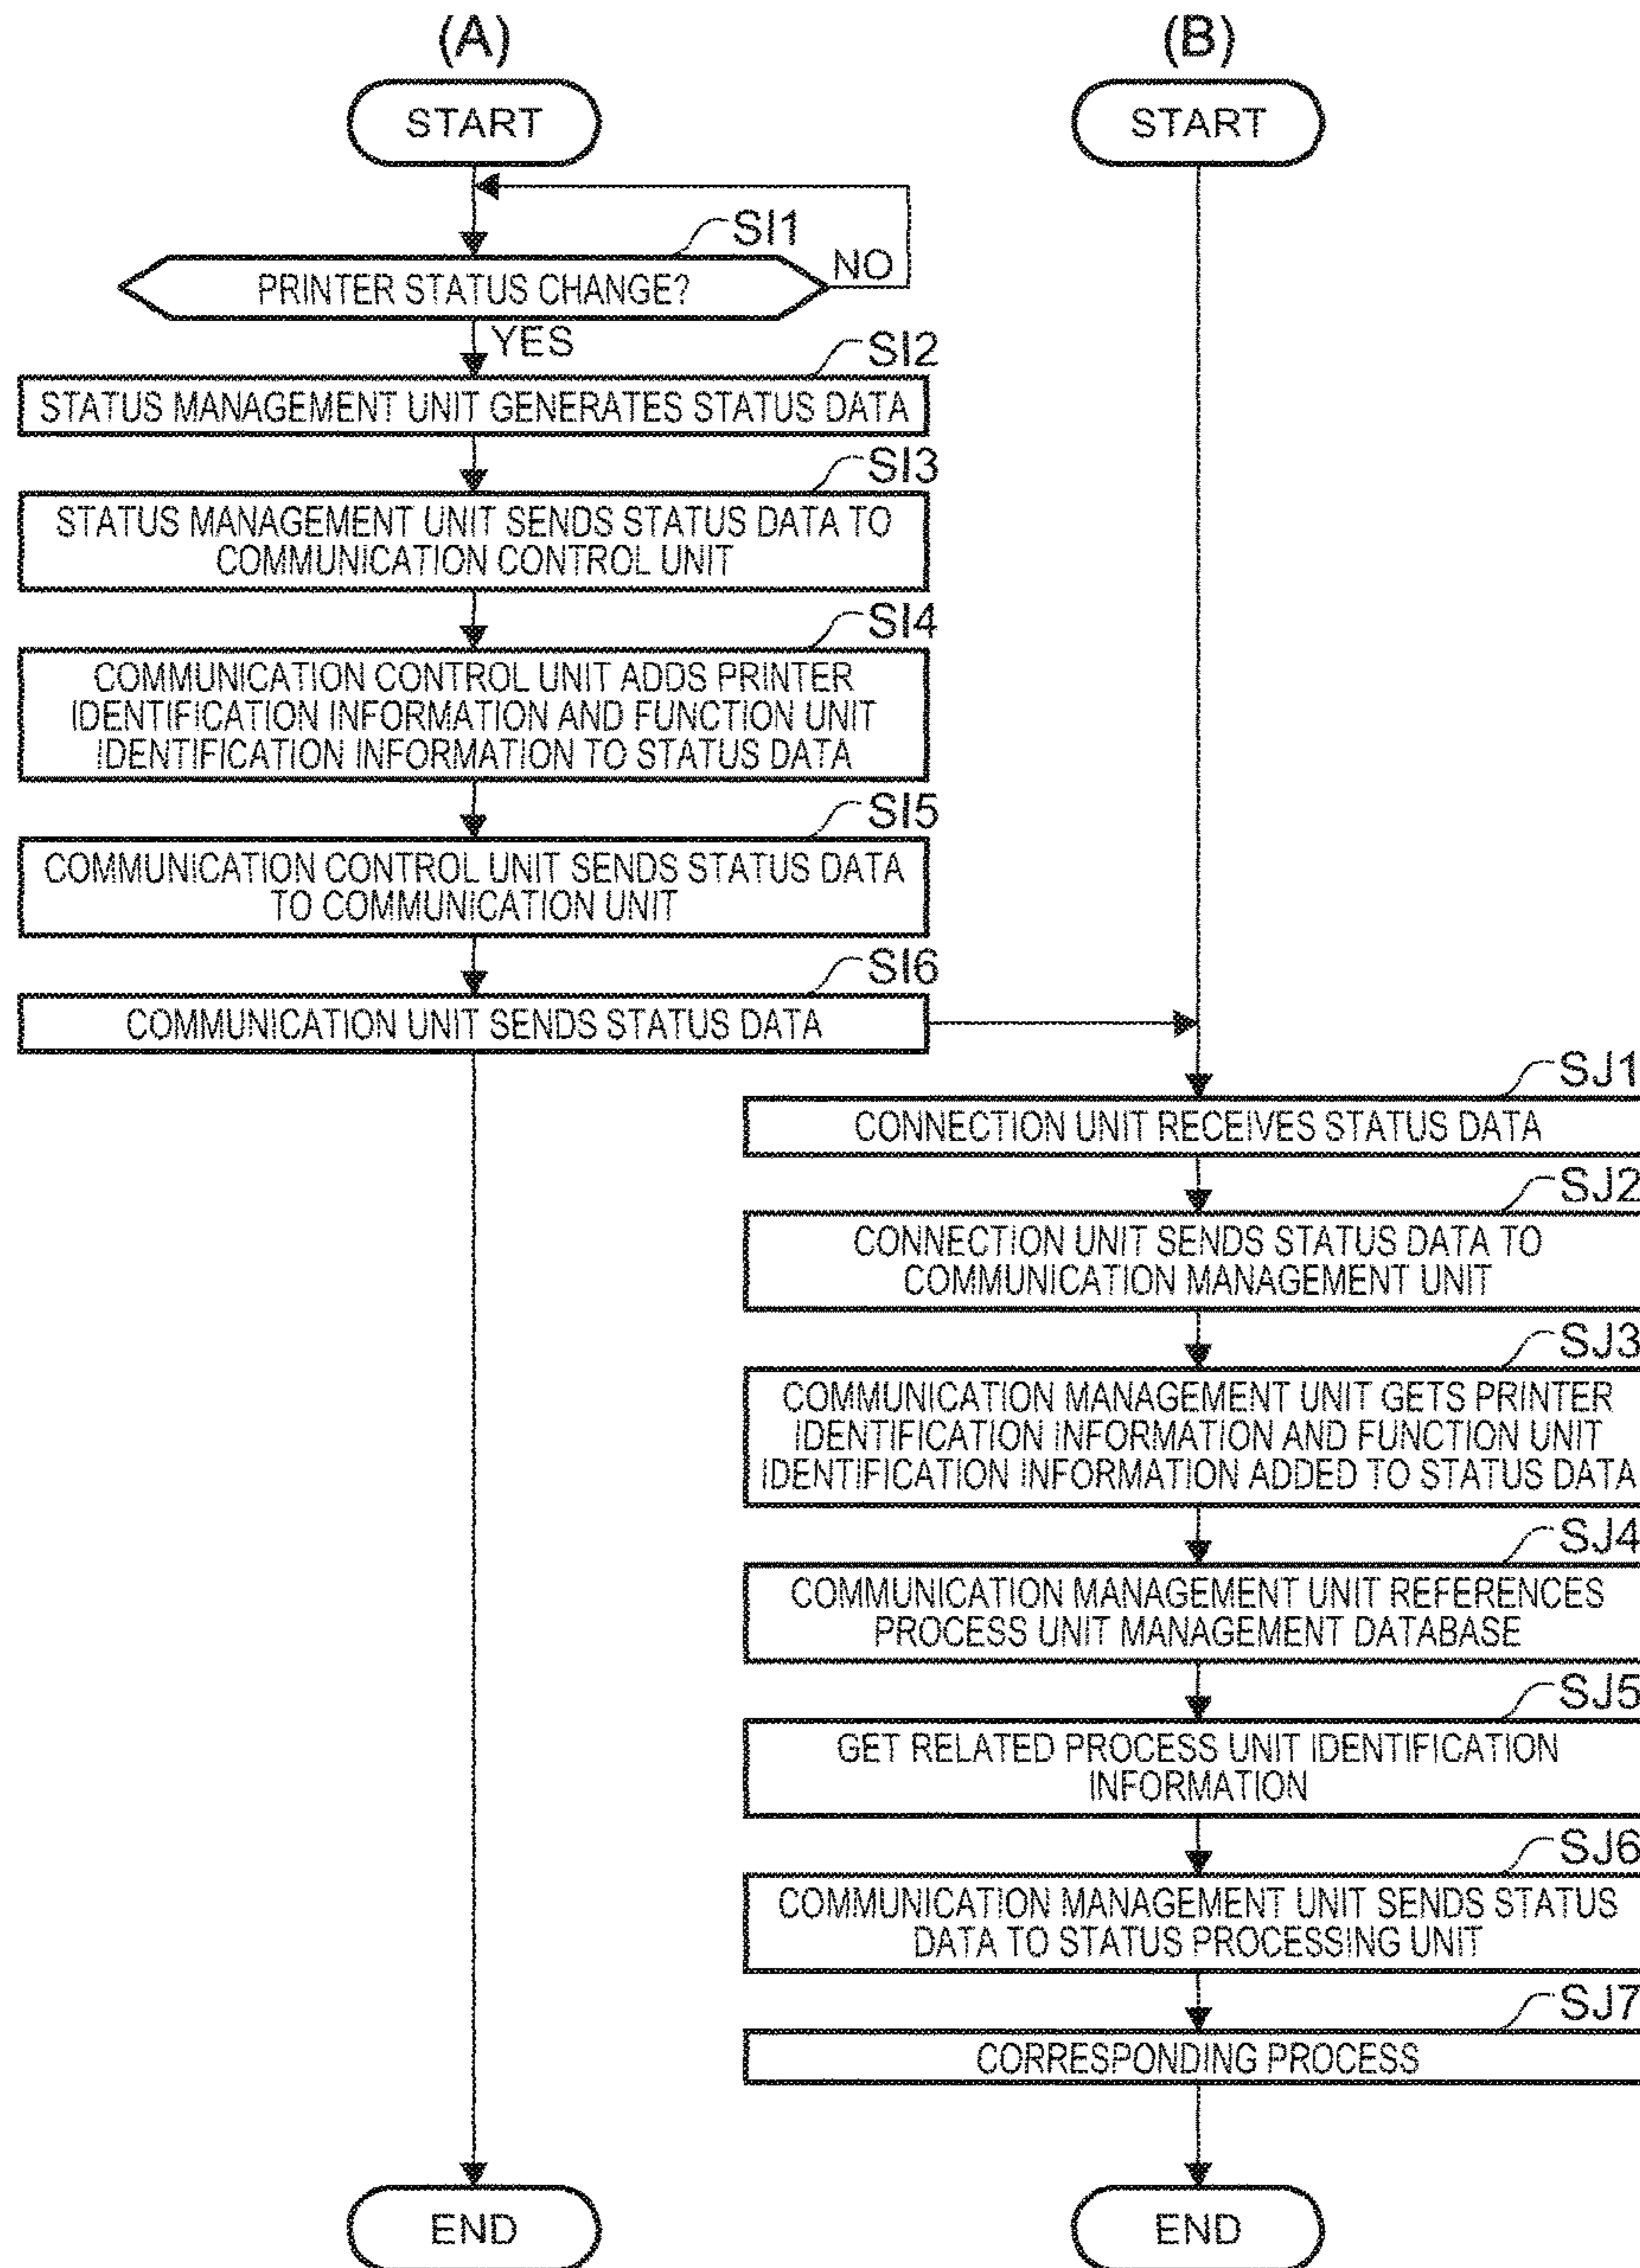 (A)
START
SI1
PRINTER STATUS CHANGE?
NO
YES
SI2
STATUS MANAGEMENT UNIT GENERATES STATUS DATA
SI3
STATUS MANAGEMENT UNIT SENDS STATUS DATA TO
COMMUNICATION CONTROL UNIT
SI4
COMMUNICATION CONTROL UNIT ADDS PRINTER
IDENTIFICATION INFORMATION AND FUNCTION UNIT
IDENTIFICATION INFORMATION TO STATUS DATA
SI5
COMMUNICATION CONTROL UNIT SENDS STATUS DATA
TO COMMUNICATION UNIT
SI6
COMMUNICATION UNIT SENDS STATUS DATA
END
(B)
START
SJ1
CONNECTION UNIT RECEIVES STATUS DATA
SJ2
CONNECTION UNIT SENDS STATUS DATA TO
COMMUNICATION MANAGEMENT UNIT
SJ3
COMMUNICATION MANAGEMENT UNIT GETS PRINTER
IDENTIFICATION INFORMATION AND FUNCTION UNIT
IDENTIFICATION INFORMATION ADDED TO STATUS DATA
SJ4
COMMUNICATION MANAGEMENT UNIT REFERENCES
PROCESS UNIT MANAGEMENT DATABASE
SJ5
GET RELATED PROCESS UNIT IDENTIFICATION
INFORMATION
SJ6
COMMUNICATION MANAGEMENT UNIT SENDS STATUS
DATA TO STATUS PROCESSING UNIT
SJ7
CORRESPONDING PROCESS
END